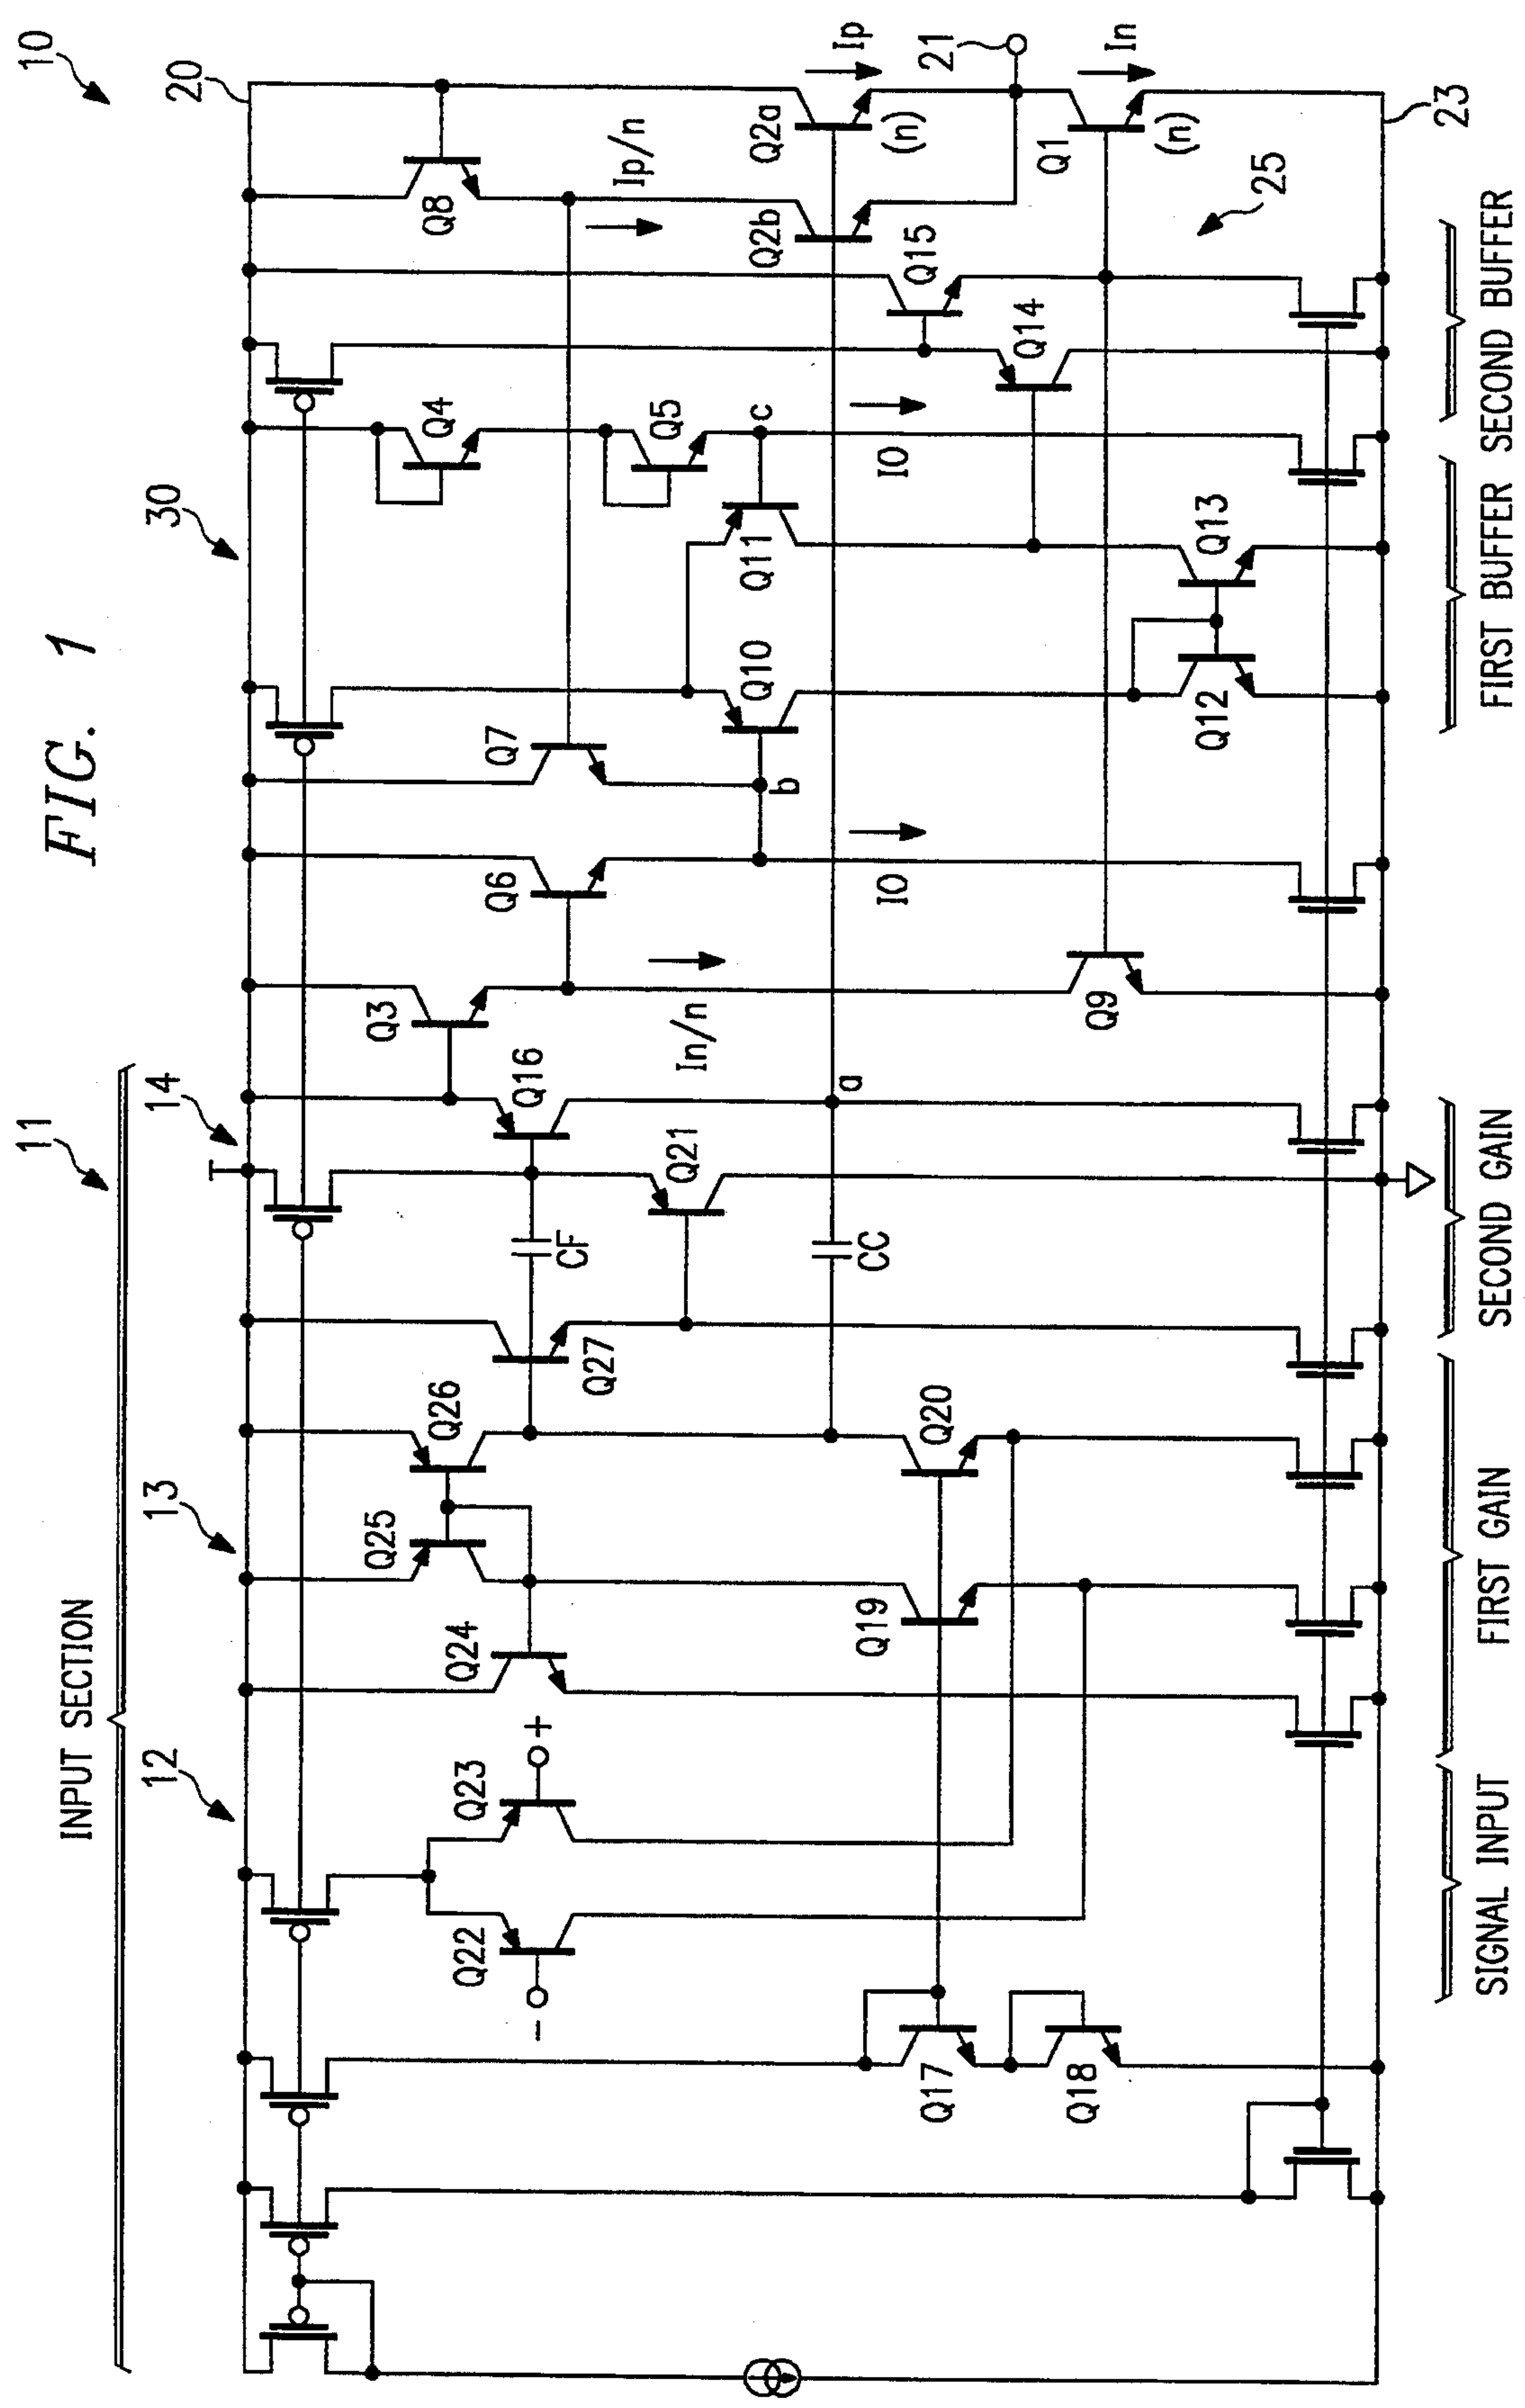 FIG. 1
10
11
INPUT SECTION
12
13
14
30
20
Q3
Q4
Q8
Q25
Q26
Q24
Q27
Q16
Q6
Q7
Q5
Q22
Q23
-
+
CF
Q21
In/n
Ip/n
b
c
Q10
Q11
Q2b
Q2a
Ip
(n)
a
CC
IO
IO
Q15
21
Q14
Q17
Q19
Q20
Q18
Q9
Q1
In
(n)
Q12
Q13
25
23
SIGNAL INPUT
FIRST GAIN
SECOND GAIN
FIRST BUFFER
SECOND BUFFER